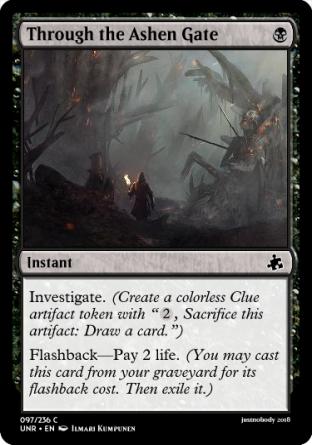 Through the Ashen Gate
Instant
Investigate. (Create a colorless Clue
artifact token with “2, Sacrifice this
artifact: Draw a card.”)
Flashback—Pay 2 life. (You may cast
this card from your graveyard for its
flashback cost. Then exile it.)
097/236 C
UNR • EN ILMARI KUMPUNEN
justnobody 2018